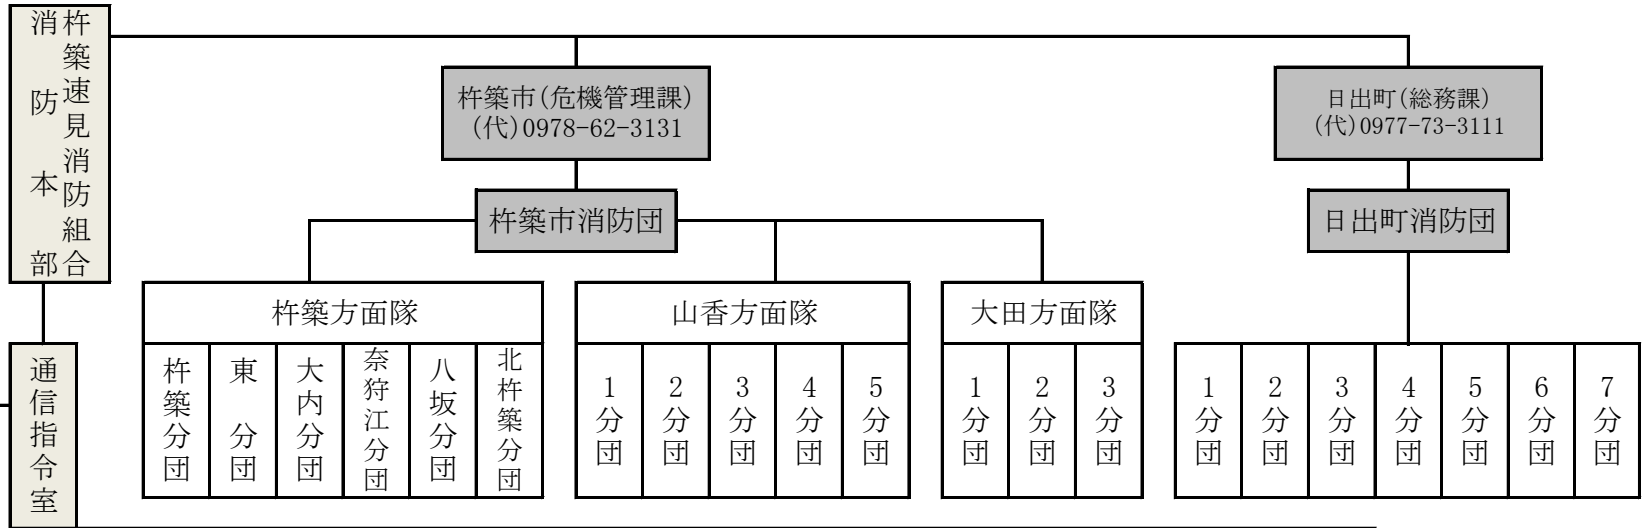 杵築速見消防組合
消防本部
杵築市(危機管理課)
(代)0978-62-3131
日出町(総務課)
(代)0977-73-3111
杵築市消防団
日出町消防団
杵築方面隊
山香方面隊
大田方面隊
通信指令室
杵築分団
東分団
大内分団
奈狩江分団
八坂分団
北杵築分団
1分団
2分団
3分団
4分団
5分団
1分団
2分団
3分団
1分団
2分団
3分団
4分団
5分団
6分団
7分団